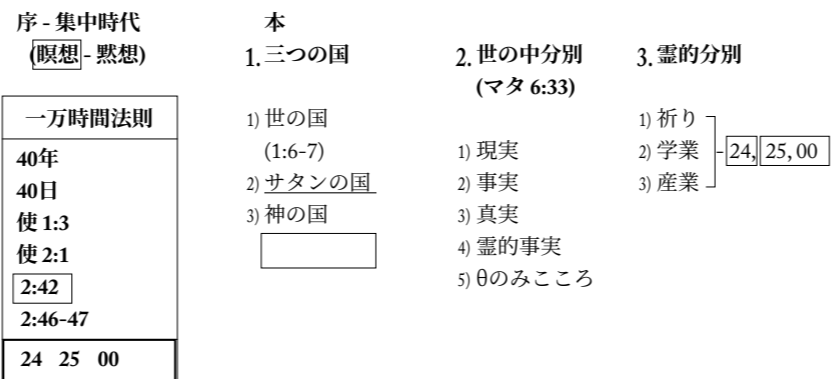 序 - 集中時代
(瞑想 - 黙想)
一万時間法則
40年
40日
使 1:3
使 2:1
2:42
2:46-47
24 25 00
本
1. 三つの国
1) 世の国
(1:6-7)
2) サタンの国
3) 神の国
2. 世の中分別
(マタ 6:33)
1) 現実
2) 事実
3) 真実
4) 霊的事実
5) θのみこころ
3. 霊的分別
1) 祈り
2) 学業
3) 産業
- 24, 25, 00